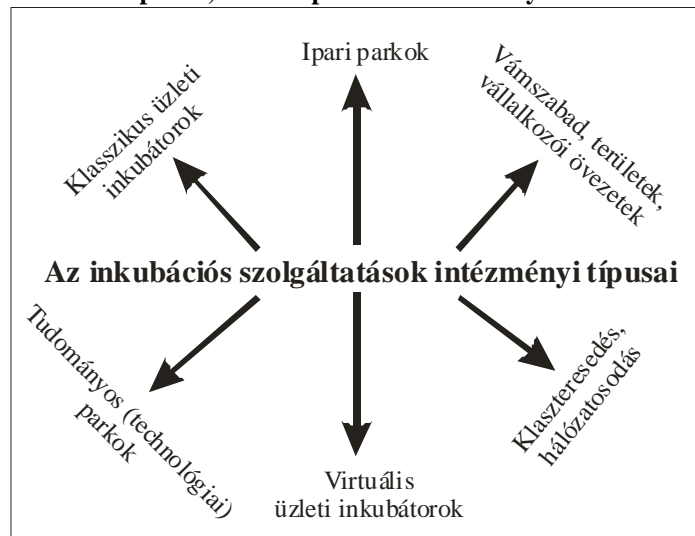 Ipari parkok
Klasszikus üzleti
inkubátorok
Vámszabad, területek,
vállalkozói övezetek
Az inkubációs szolgáltatások intézményi típusai
Tudományos (technológiai)
parkok
Virtuális
üzleti inkubátorok
Klaszteresedés,
hálózatosodás